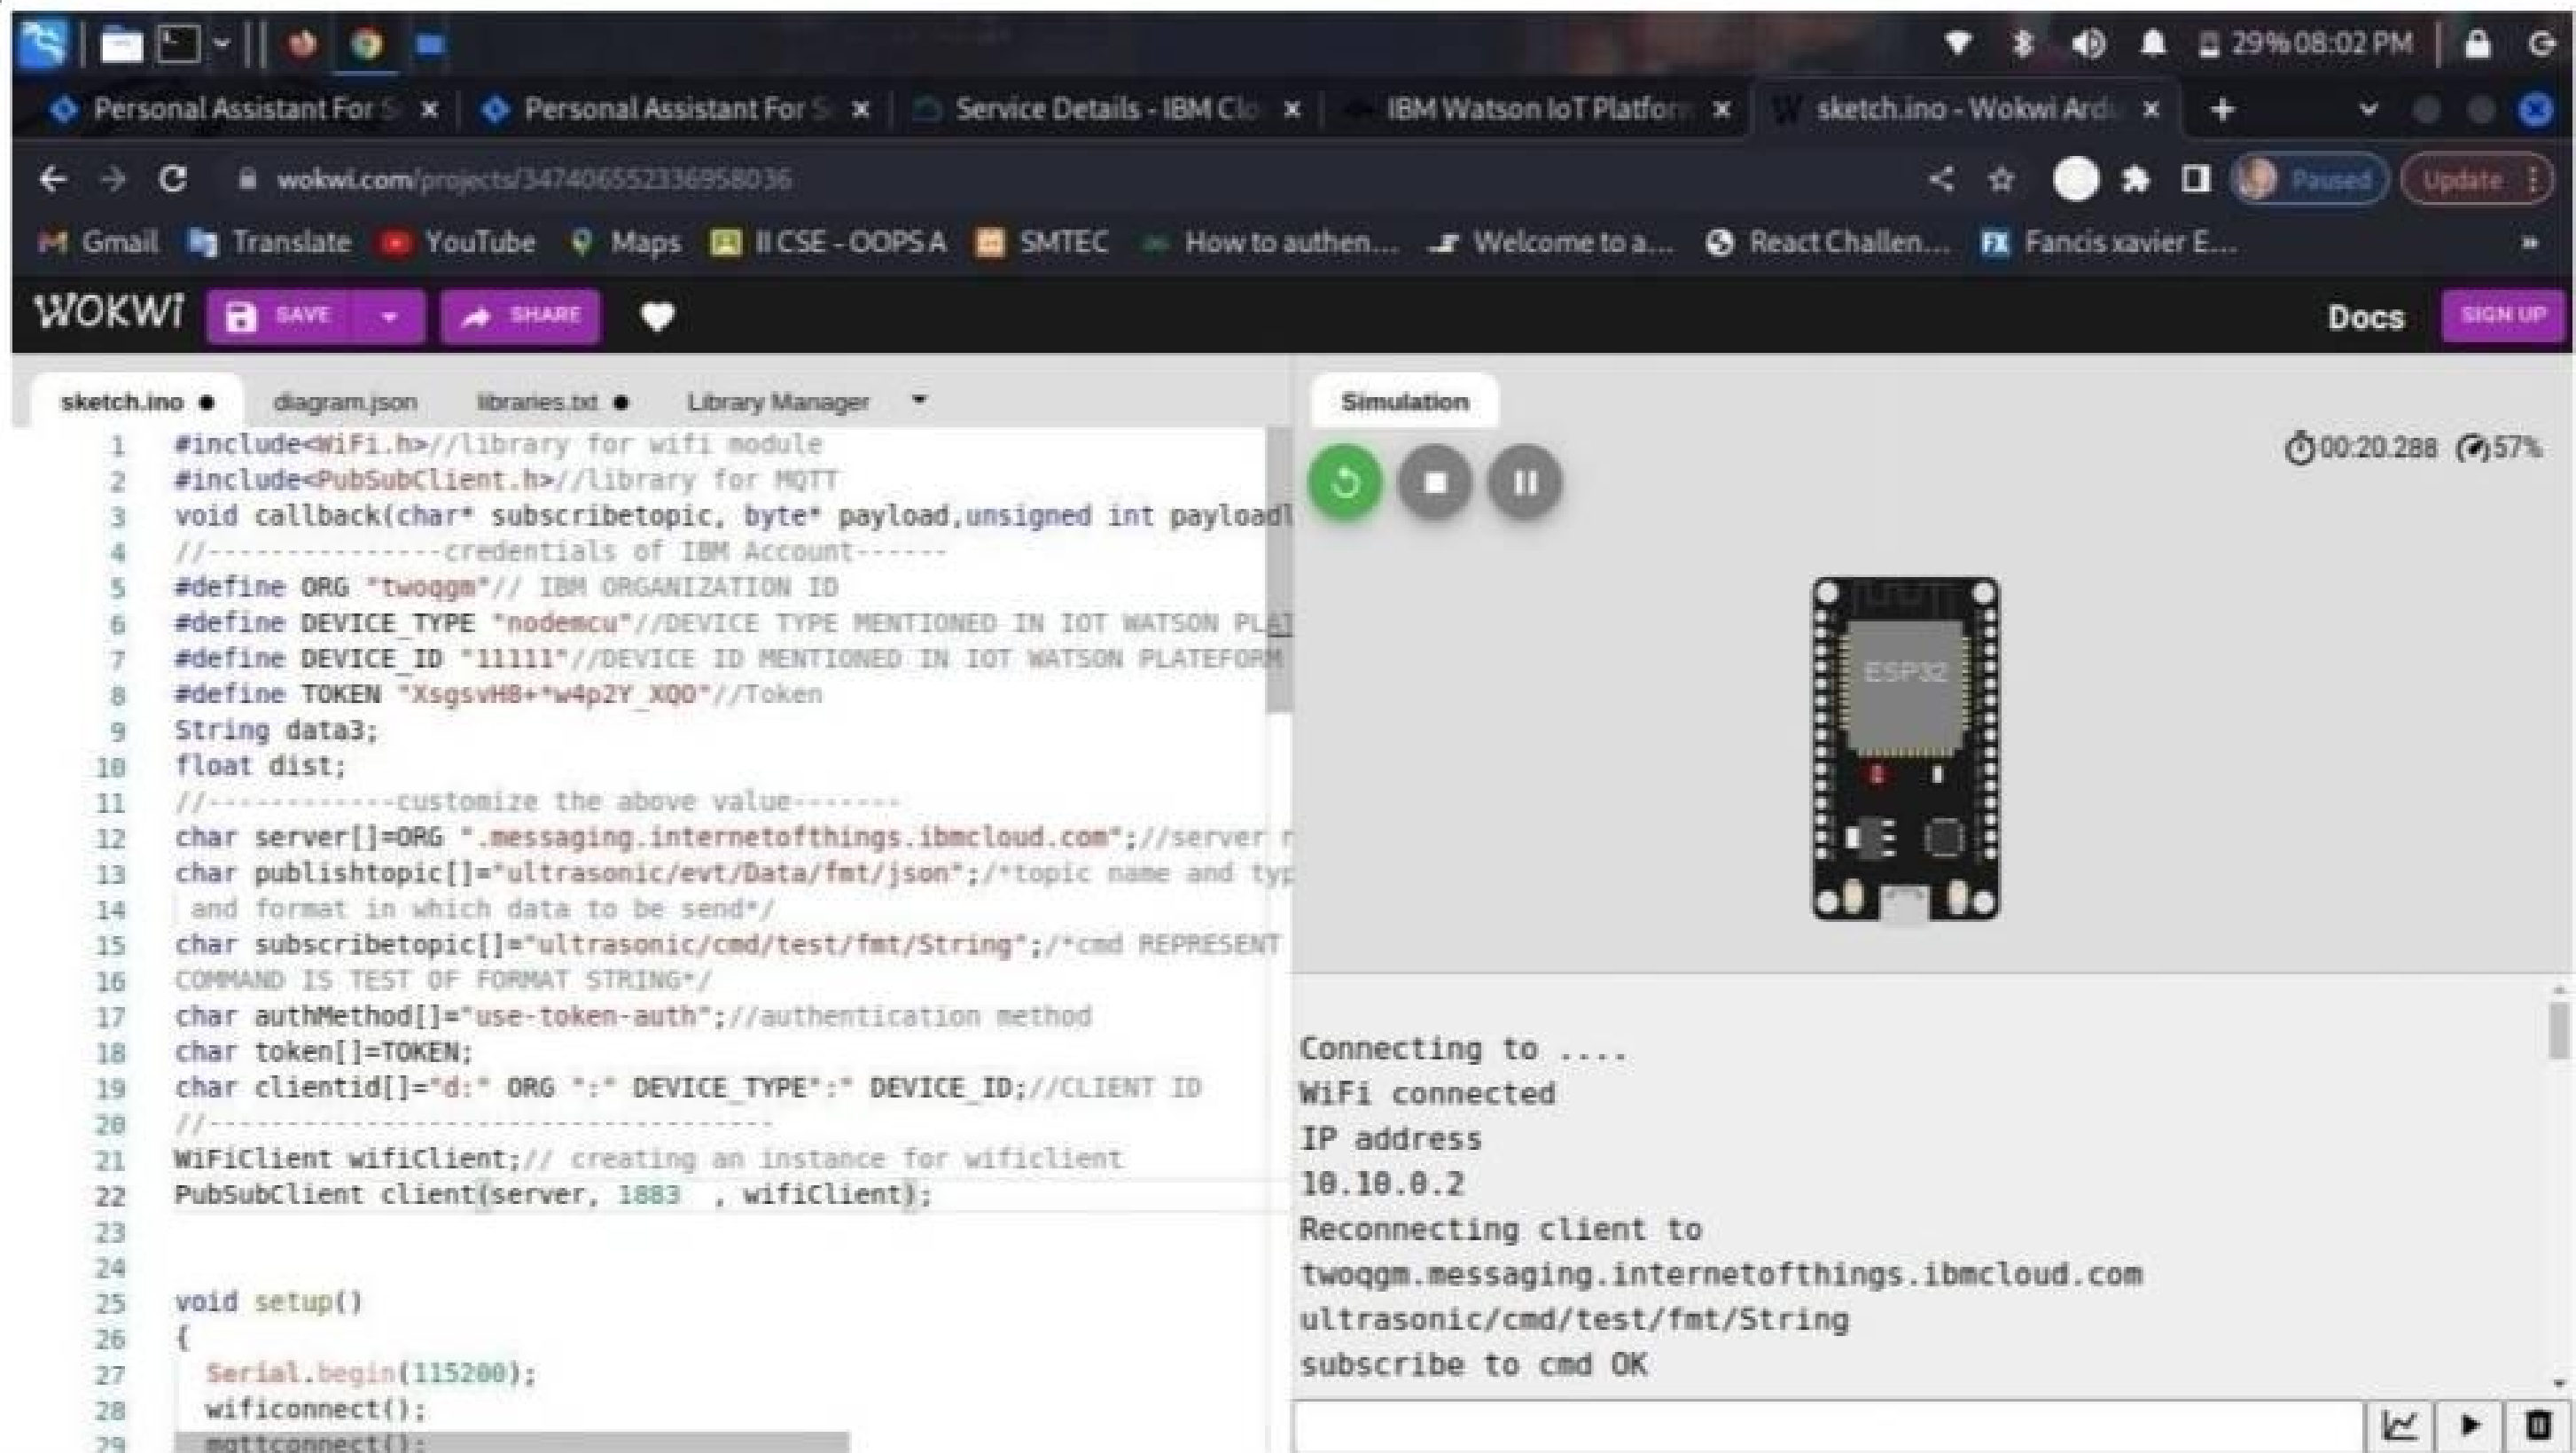 29% 08:02 PM
Personal Assistant For S
Personal Assistant For S
Service Details - IBM Clo
IBM Watson IoT Platform
sketch.ino - Wokwi Ardu
wokwi.com/projects/347406552336958036
Paused
Update
Gmail
Translate
YouTube
Maps
II CSE - OOPS A
SMTEC
How to authen...
Welcome to a...
React Challen...
Fancis xavier E...
WOKWi
SAVE
SHARE
Docs
SIGN UP
sketch.ino
diagram.json
libraries.txt
Library Manager
1 #include<WiFi.h>//library for wifi module
2 #include<PubSubClient.h>//library for MQTT
3 void callback(char* subscribetopic, byte* payload,unsigned int payloadl
4 //---------------credentials of IBM Account------
5 #define ORG "twoqgm"// IBM ORGANIZATION ID
6 #define DEVICE_TYPE "nodemcu"//DEVICE TYPE MENTIONED IN IOT WATSON PLAT
7 #define DEVICE_ID "11111"//DEVICE ID MENTIONED IN IOT WATSON PLATEFORM
8 #define TOKEN "XsgsvH8+*w4p2Y_XQO"//Token
9 String data3;
10 float dist;
11 //------------customize the above value-------
12 char server[]=ORG ".messaging.internetofthings.ibmcloud.com";//server n
13 char publishtopic[]="ultrasonic/evt/Data/fmt/json";/*topic name and typ
14 and format in which data to be send*/
15 char subscribetopic[]="ultrasonic/cmd/test/fmt/String";/*cmd REPRESENT
16 COMMAND IS TEST OF FORMAT STRING*/
17 char authMethod[]="use-token-auth";//authentication method
18 char token[]=TOKEN;
19 char clientid[]="d:" ORG ":" DEVICE_TYPE":" DEVICE_ID;//CLIENT ID
20 //------------------------------------
21 WiFiClient wifiClient;// creating an instance for wificlient
22 PubSubClient client(server, 1883 , wifiClient);
23
24
25 void setup()
26 {
27 Serial.begin(115200);
28 wificonnect();
29 mqttconnect();
Simulation
00:20.288 57%
ESP32
Connecting to ....
WiFi connected
IP address
10.10.0.2
Reconnecting client to
twoqgm.messaging.internetofthings.ibmcloud.com
ultrasonic/cmd/test/fmt/String
subscribe to cmd OK